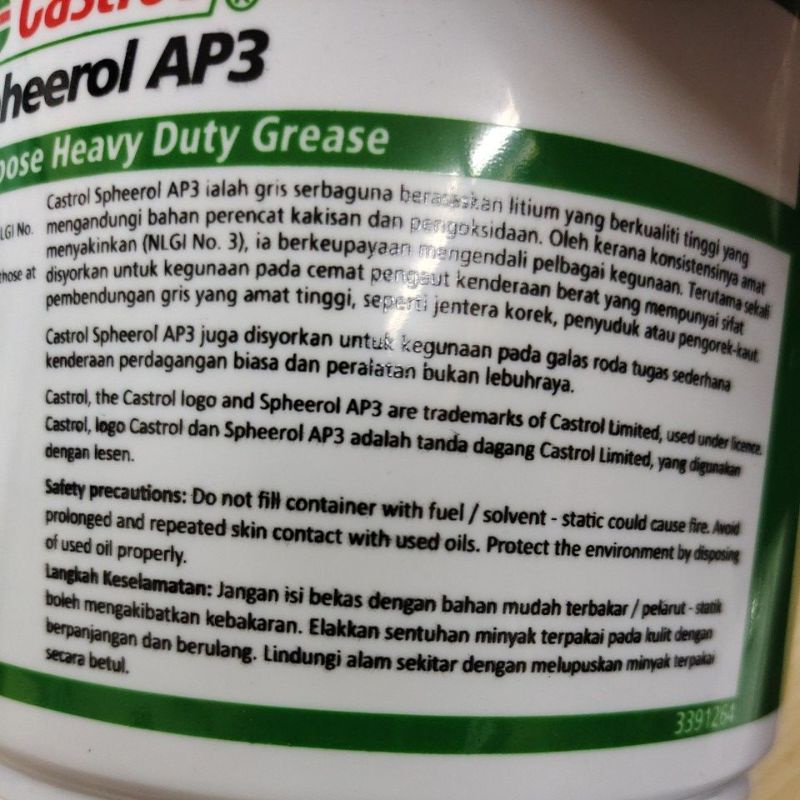 Castrol
heerol AP3
pose Heavy Duty Grease
LGI No.
those at
Castrol Spheerol AP3 ialah gris serbaguna berasaskan litium yang berkualiti tinggi yang
mengandungi bahan perencat kakisan dan pengoksidaan. Oleh kerana konsistensinya amat
menyakinkan (NLGI No. 3), ia berkeupayaan mengendali pelbagai kegunaan. Terutama sekali
disyorkan untuk kegunaan pada cemat pengaut kenderaan berat yang mempunyai sifat
pembendungan gris yang amat tinggi, seperti jentera korek, penyuduk atau pengorek-kaut.
Castrol Spheerol AP3 juga disyorkan untuk kegunaan pada galas roda tugas sederhana
kenderaan perdagangan biasa dan peralatan bukan lebuhraya.
Castrol, the Castrol logo and Spheerol AP3 are trademarks of Castrol Limited, used under licence.
Castrol, logo Castrol dan Spheerol AP3 adalah tanda dagang Castrol Limited, yang digunakan
dengan lesen.
Safety precautions: Do not fill container with fuel / solvent - static could cause fire. Avoid
prolonged and repeated skin contact with used oils. Protect the environment by disposing
of used oil properly.
Langkah Keselamatan: Jangan isi bekas dengan bahan mudah terbakar / pelarut - statik
boleh mengakibatkan kebakaran. Elakkan sentuhan minyak terpakai pada kulit dengan
berpanjangan dan berulang. Lindungi alam sekitar dengan melupuskan minyak terpakai
secara betul.
3391264